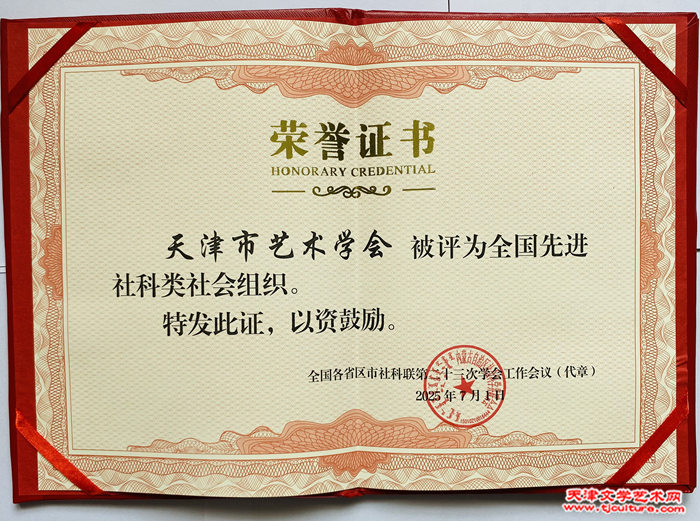 荣誉证书
HONORARY CREDENTIAL
天津市艺术学会 被评为全国先进
社科类社会组织。
特发此证，以资鼓励。
全国各省区市社科联第二十三次学会工作会议（代章）
2025年7月1日
天津文学艺术网
www.tjculture.com